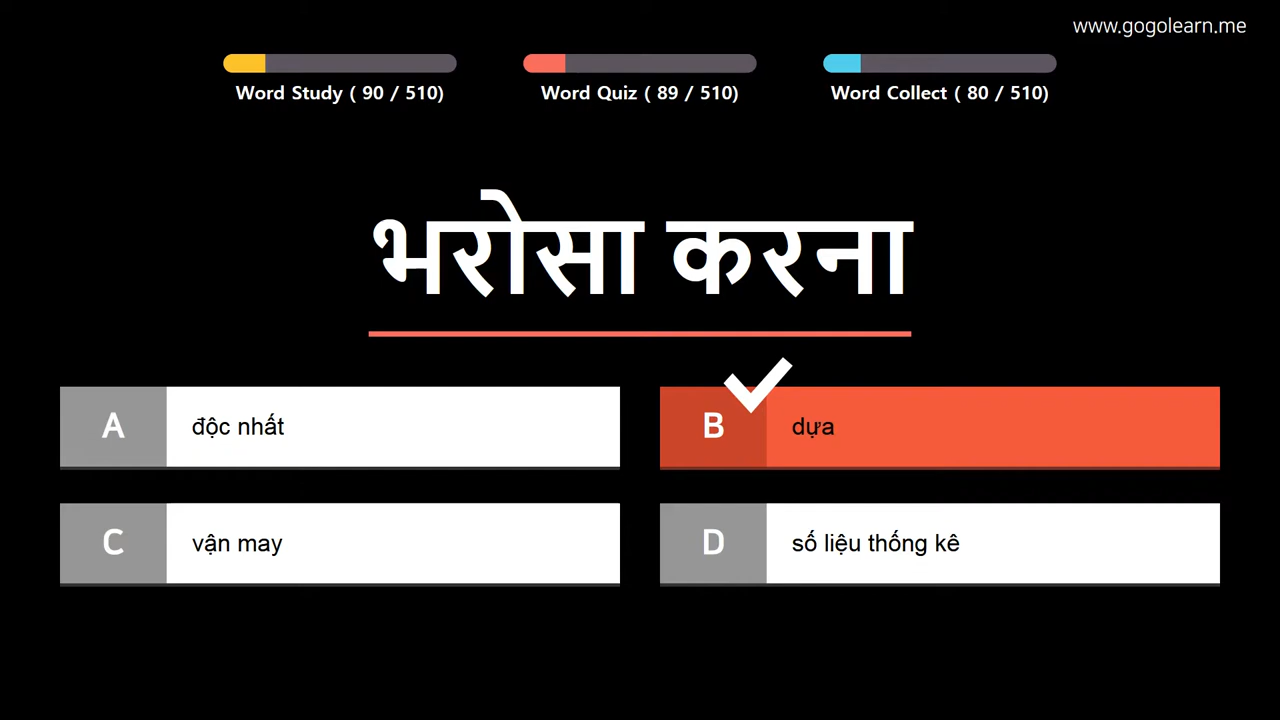 www.gogolearn.me
Word Study ( 90 / 510)
Word Quiz ( 89 / 510)
Word Collect ( 80 / 510)
भरोसा करना
A độc nhất
B dựa
C vận may
D số liệu thống kê